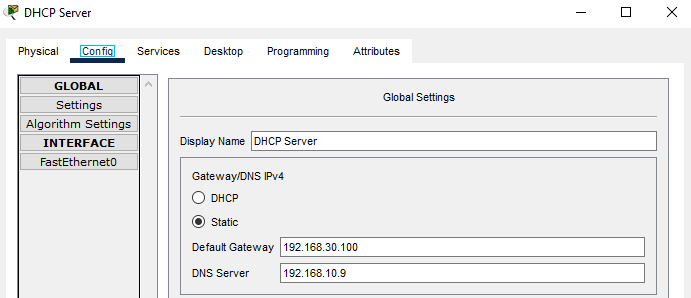 DHCP Server
Physical Config Services Desktop Programming Attributes
GLOBAL
Settings
Algorithm Settings
INTERFACE
FastEthernet0
Global Settings
Display Name DHCP Server
Gateway/DNS IPv4
DHCP
Static
Default Gateway 192.168.30.100
DNS Server 192.168.10.9